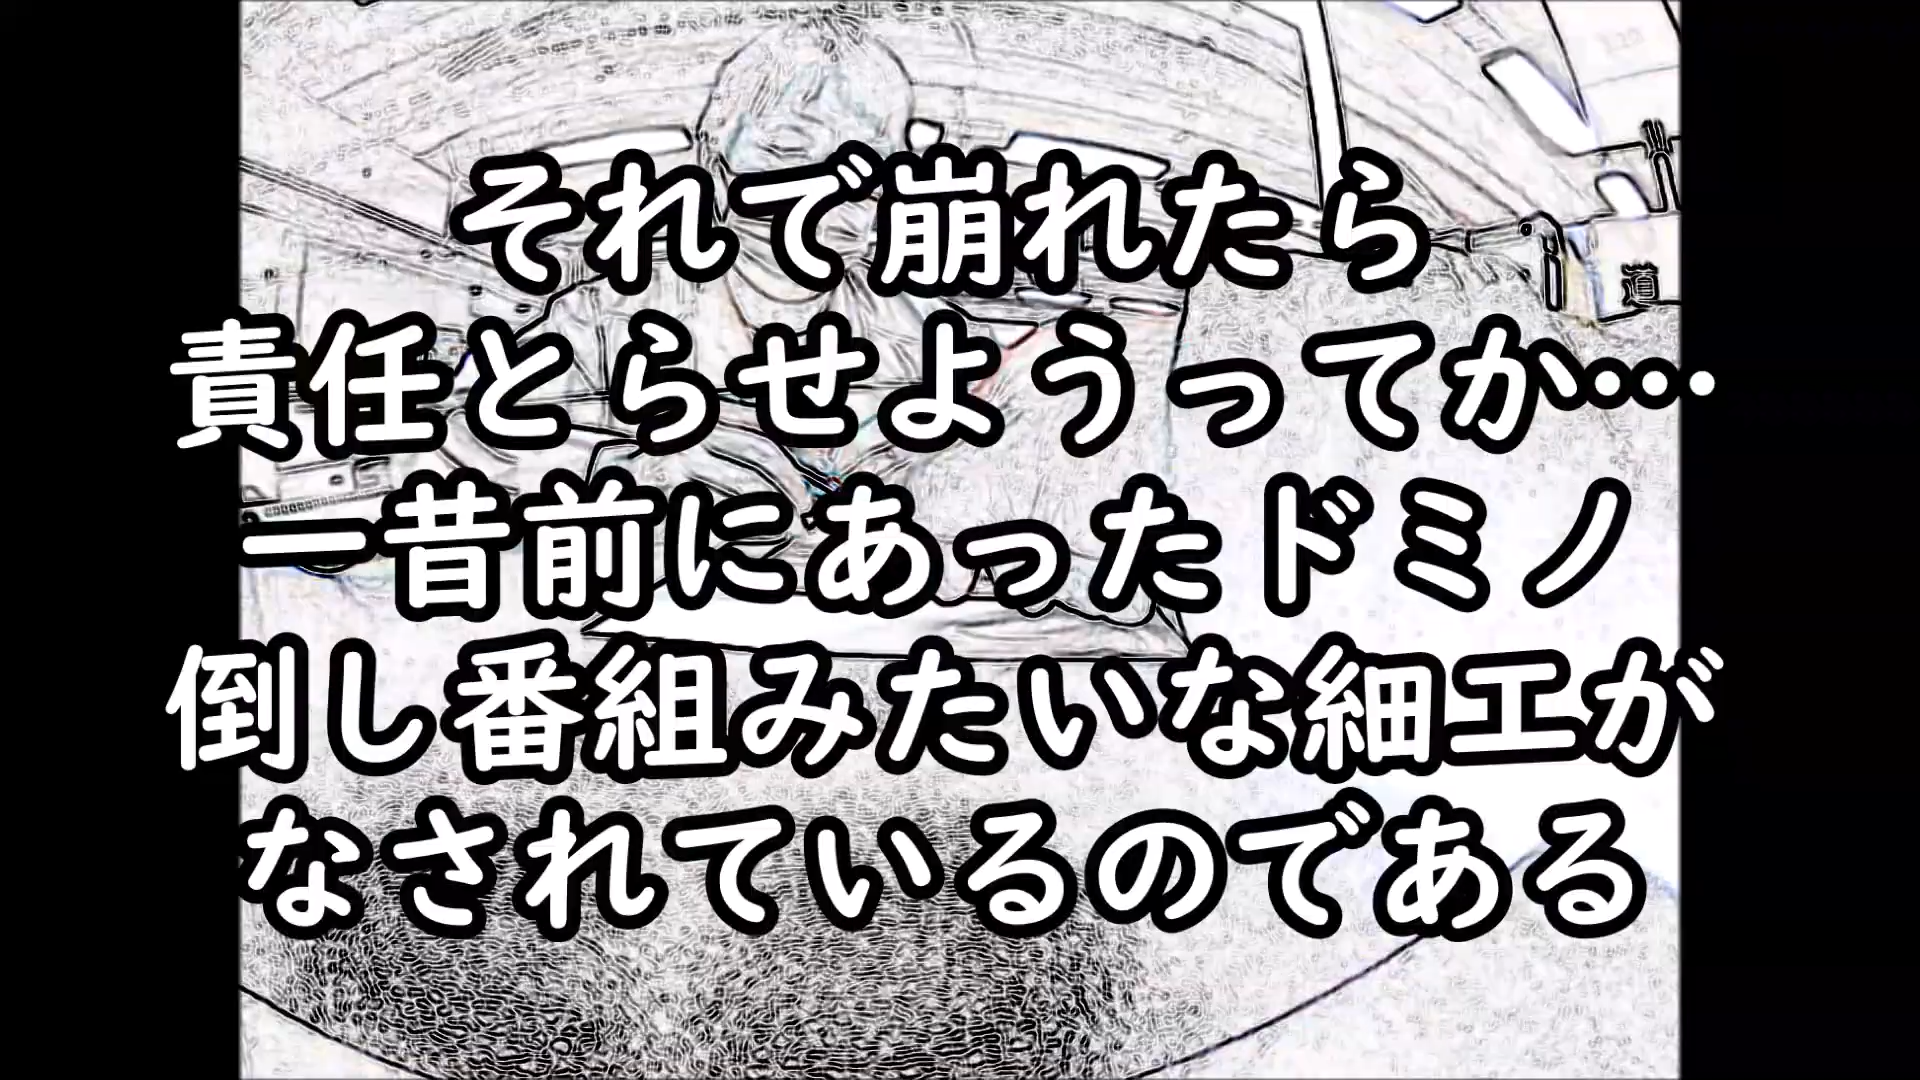 それで崩れたら
責任とらせようってか…
一昔前にあったドミノ
倒し番組みたいな細工が
なされているのである
道